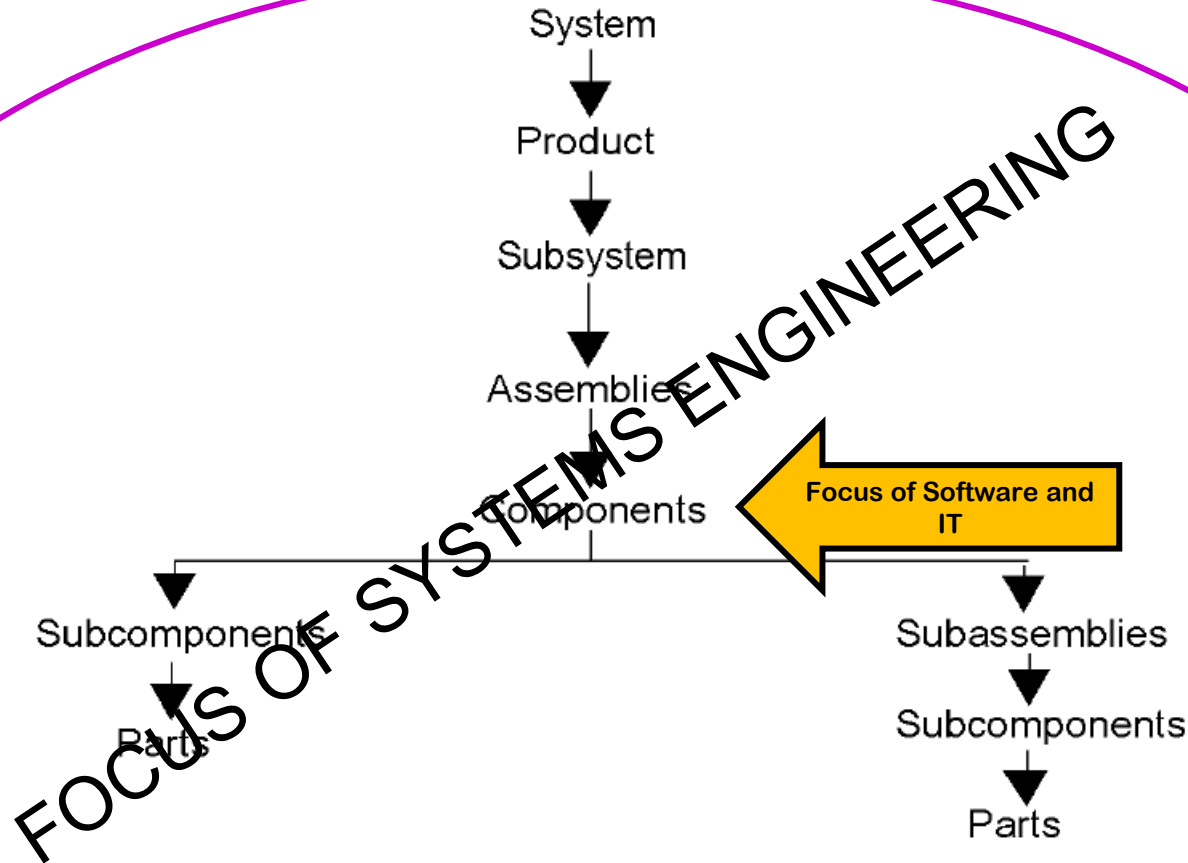 System
Product
Subsystem
Assemblies
Components
Focus of Software and
IT
Subcomponents
Subassemblies
Parts
Subcomponents
Parts
FOCUS OF SYSTEMS ENGINEERING